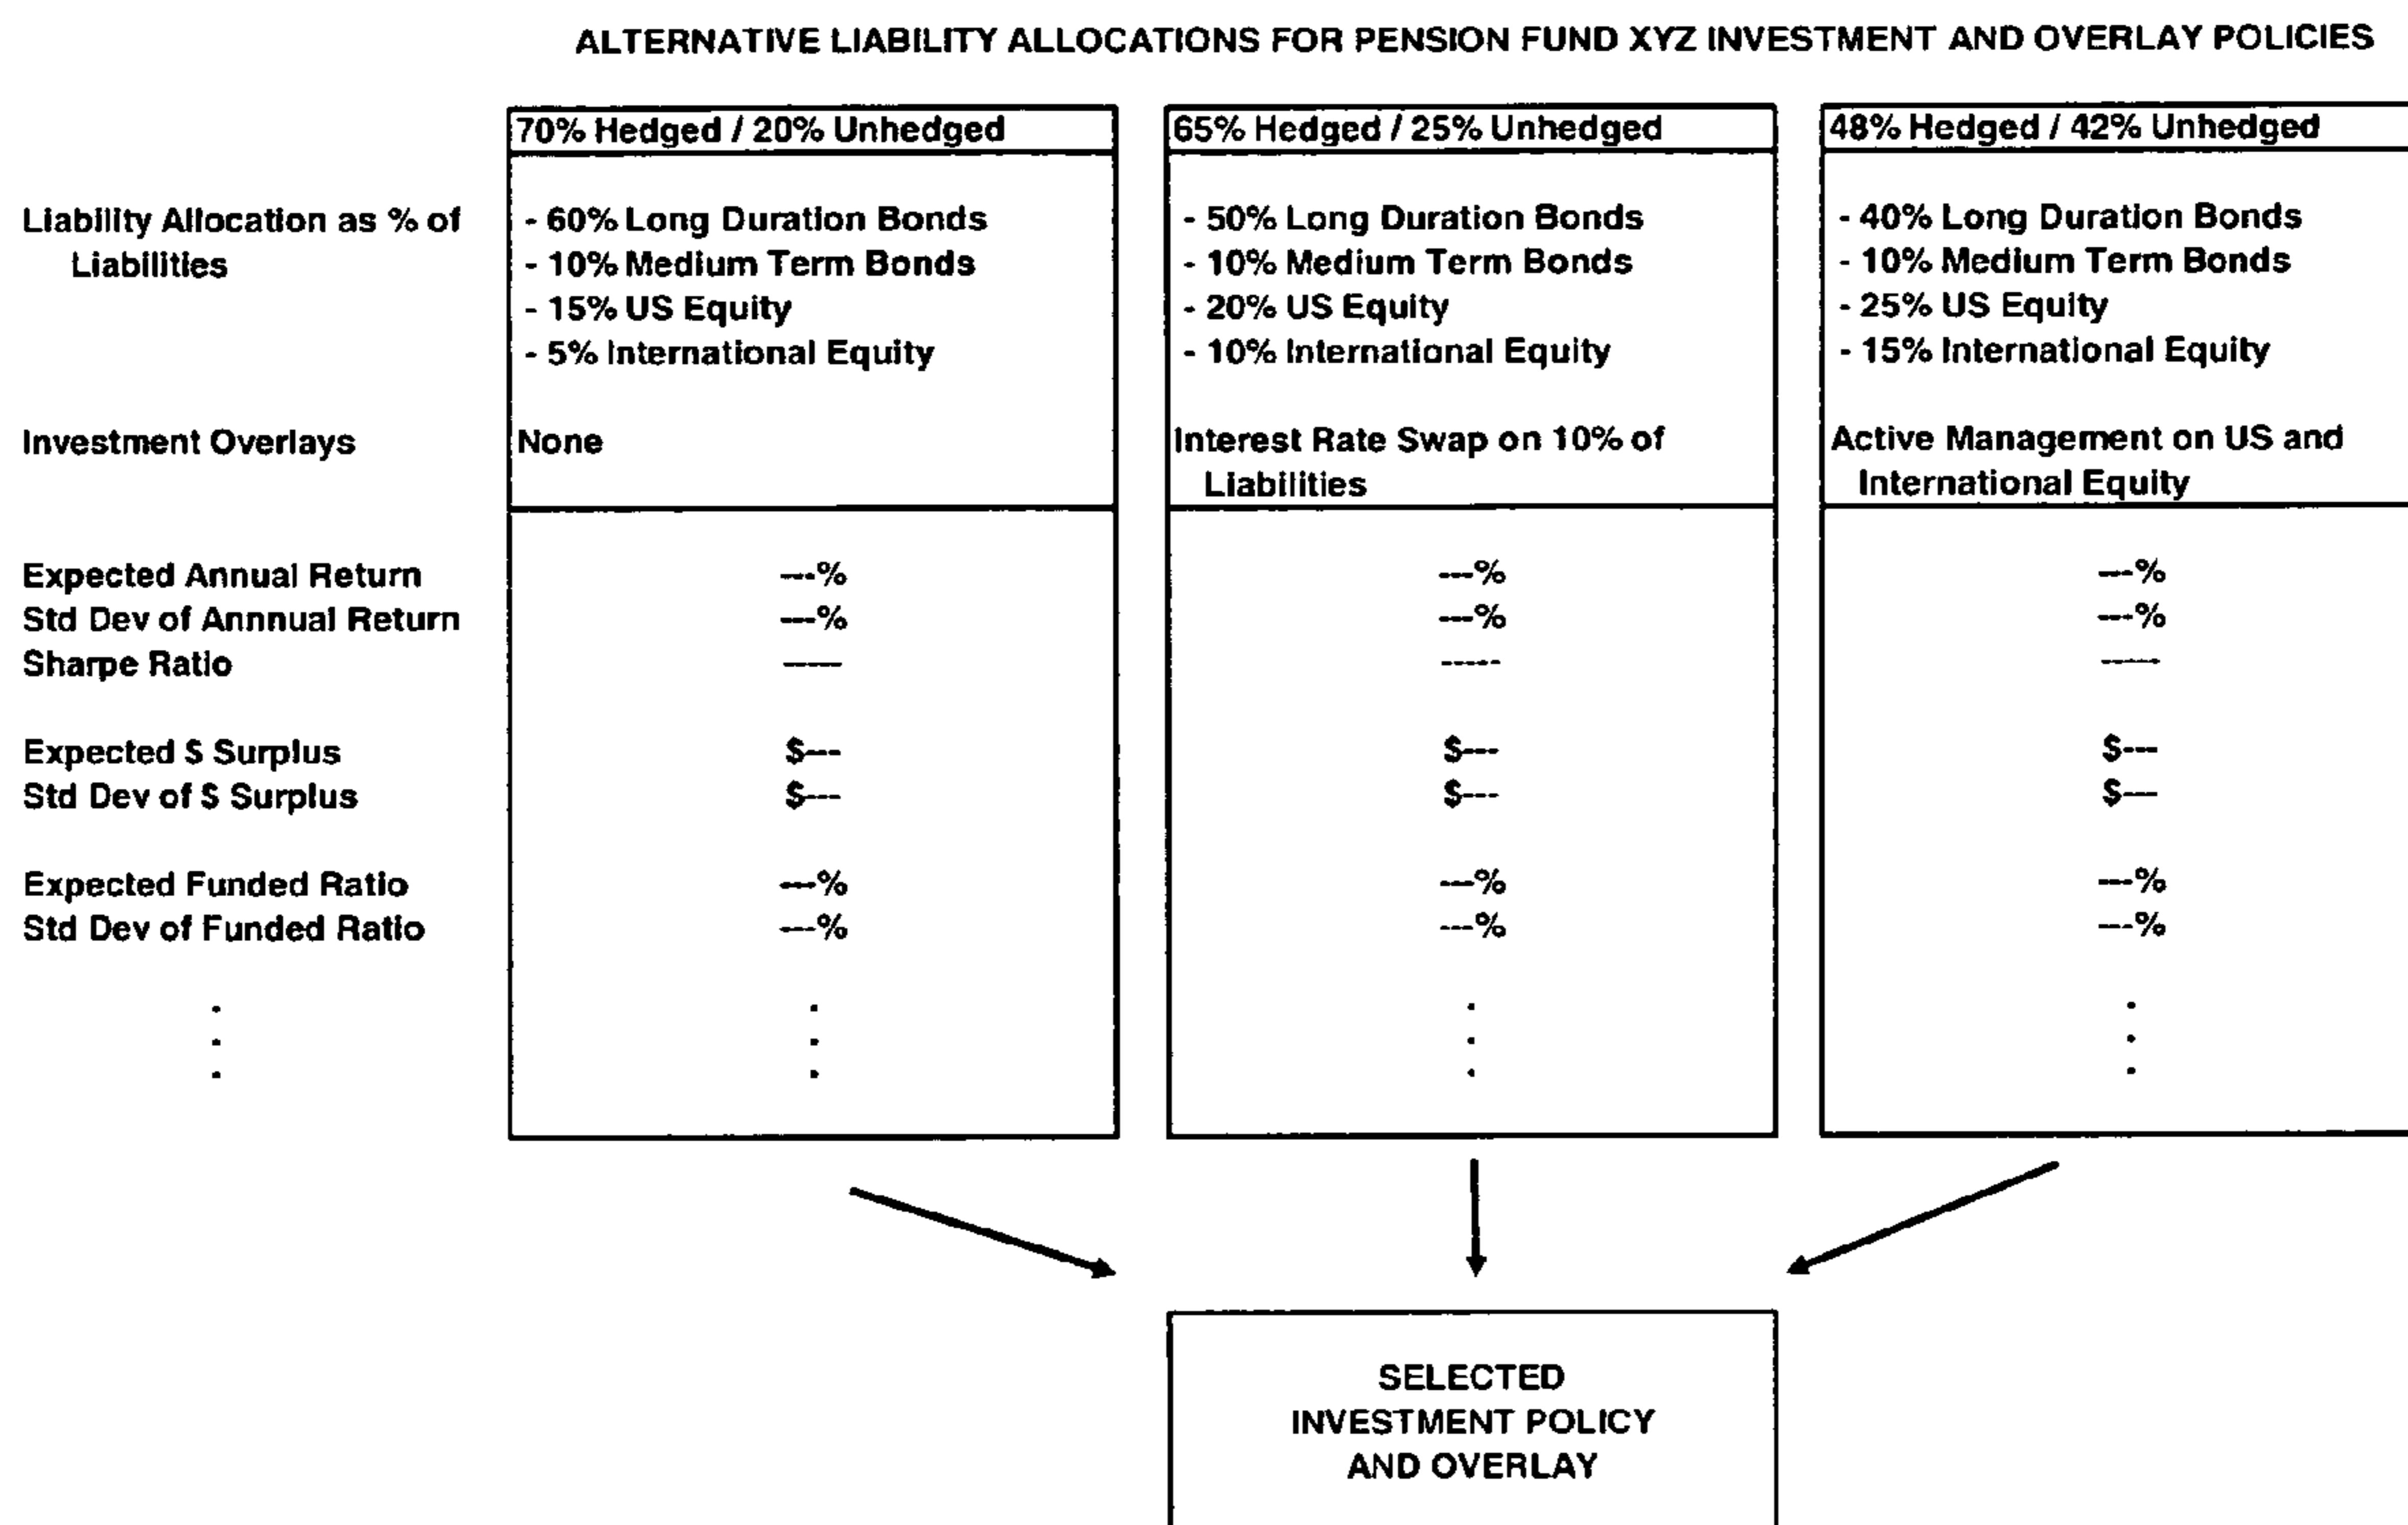 ALTERNATIVE LIABILITY ALLOCATIONS FOR PENSION FUND XYZ INVESTMENT AND OVERLAY POLICIES
70% Hedged / 20% Unhedged
65% Hedged / 25% Unhedged
48% Hedged / 42% Unhedged
Liability Allocation as % of
Liabilities
- 60% Long Duration Bonds
- 10% Medium Term Bonds
- 15% US Equity
- 5% International Equity
- 50% Long Duration Bonds
- 10% Medium Term Bonds
- 20% US Equity
- 10% International Equity
- 40% Long Duration Bonds
- 10% Medium Term Bonds
- 25% US Equity
- 15% International Equity
Investment Overlays
None
Interest Rate Swap on 10% of
Liabilities
Active Management on US and
International Equity
Expected Annual Return ---% ---% ---%
Std Dev of Annnual Return ---% ---% ---%
Sharpe Ratio ----- ----- -----
Expected $ Surplus $--- $--- $---
Std Dev of $ Surplus $--- $--- $---
Expected Funded Ratio ---% ---% ---%
Std Dev of Funded Ratio ---% ---% ---%
. . . .
. . . .
. . . .
SELECTED
INVESTMENT POLICY
AND OVERLAY